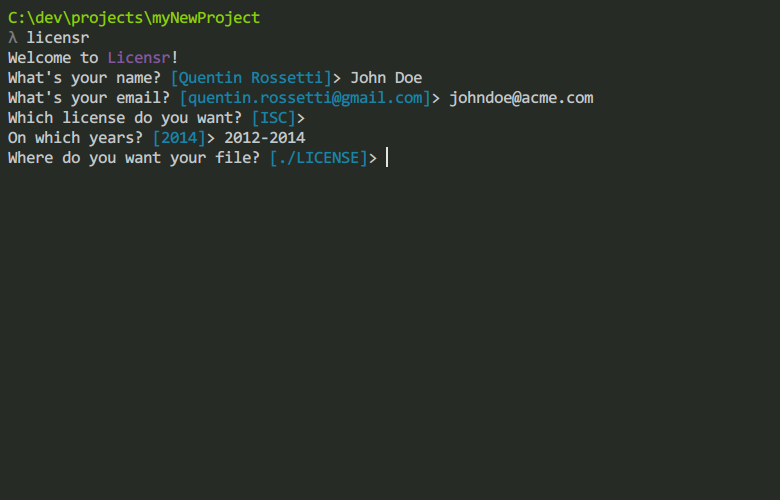 C:\dev\projects\myNewProject
λ licensr
Welcome to Licensr!
What's your name? [Quentin Rossetti]> John Doe
What's your email? [quentin.rossetti@gmail.com]> johndoe@acme.com
Which license do you want? [ISC]>
On which years? [2014]> 2012-2014
Where do you want your file? [./LICENSE]>